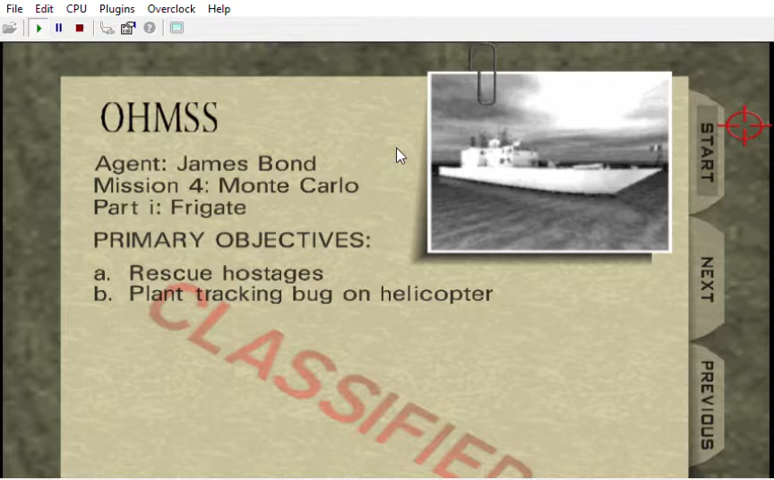 File Edit CPU Plugins Overclock Help
OHMSS
Agent: James Bond
Mission 4: Monte Carlo
Part i: Frigate
PRIMARY OBJECTIVES:
a. Rescue hostages
b. Plant tracking bug on helicopter
CLASSIFIED
START
NEXT
PREVIOUS